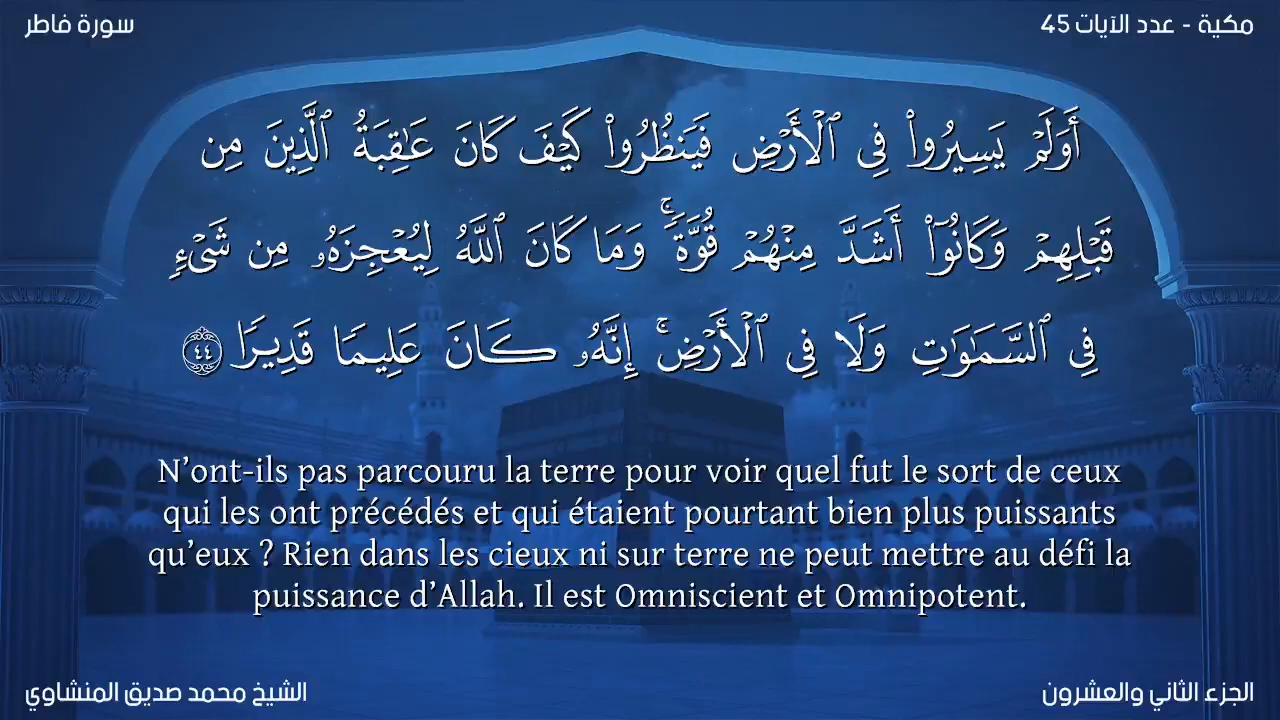 سورة فاطر
مكية - عدد الآيات 45
أَوَلَمْ يَسِيرُوا۟ فِى ٱلْأَرْضِ فَيَنظُرُوا۟ كَيْفَ كَانَ عَٰقِبَةُ ٱلَّذِينَ مِن
قَبْلِهِمْ وَكَانُوٓا۟ أَشَدَّ مِنْهُمْ قُوَّةً ۚ وَمَا كَانَ ٱللَّهُ لِيُعْجِزَهُۥ مِن شَىْءٍ
فِى ٱلسَّمَٰوَٰتِ وَلَا فِى ٱلْأَرْضِ ۚ إِنَّهُۥ كَانَ عَلِيمًا قَدِيرًا ٤٤
N’ont-ils pas parcouru la terre pour voir quel fut le sort de ceux
qui les ont précédés et qui étaient pourtant bien plus puissants
qu’eux ? Rien dans les cieux ni sur terre ne peut mettre au défi la
puissance d’Allah. Il est Omniscient et Omnipotent.
الشيخ محمد صديق المنشاوي
الجزء الثاني والعشرون